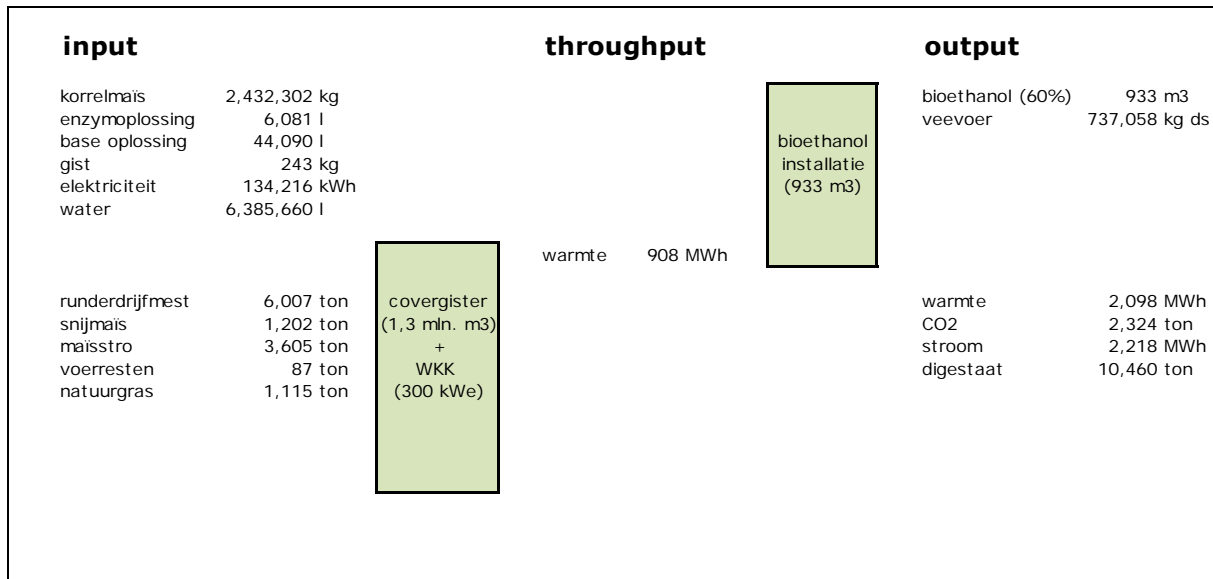 input throughput output
korrelmaïs 2,432,302 kg bioethanol (60%) 933 m3
enzymoplossing 6,081 l veevoer 737,058 kg ds
base oplossing 44,090 l bioethanol
gist 243 kg installatie
elektriciteit 134,216 kWh (933 m3)
water 6,385,660 l
warmte 908 MWh
runderdrijfmest 6,007 ton covergister warmte 2,098 MWh
snijmaïs 1,202 ton (1,3 mln. m3) CO2 2,324 ton
maïsstro 3,605 ton + stroom 2,218 MWh
voerresten 87 ton WKK digestaat 10,460 ton
natuurgras 1,115 ton (300 kWe)